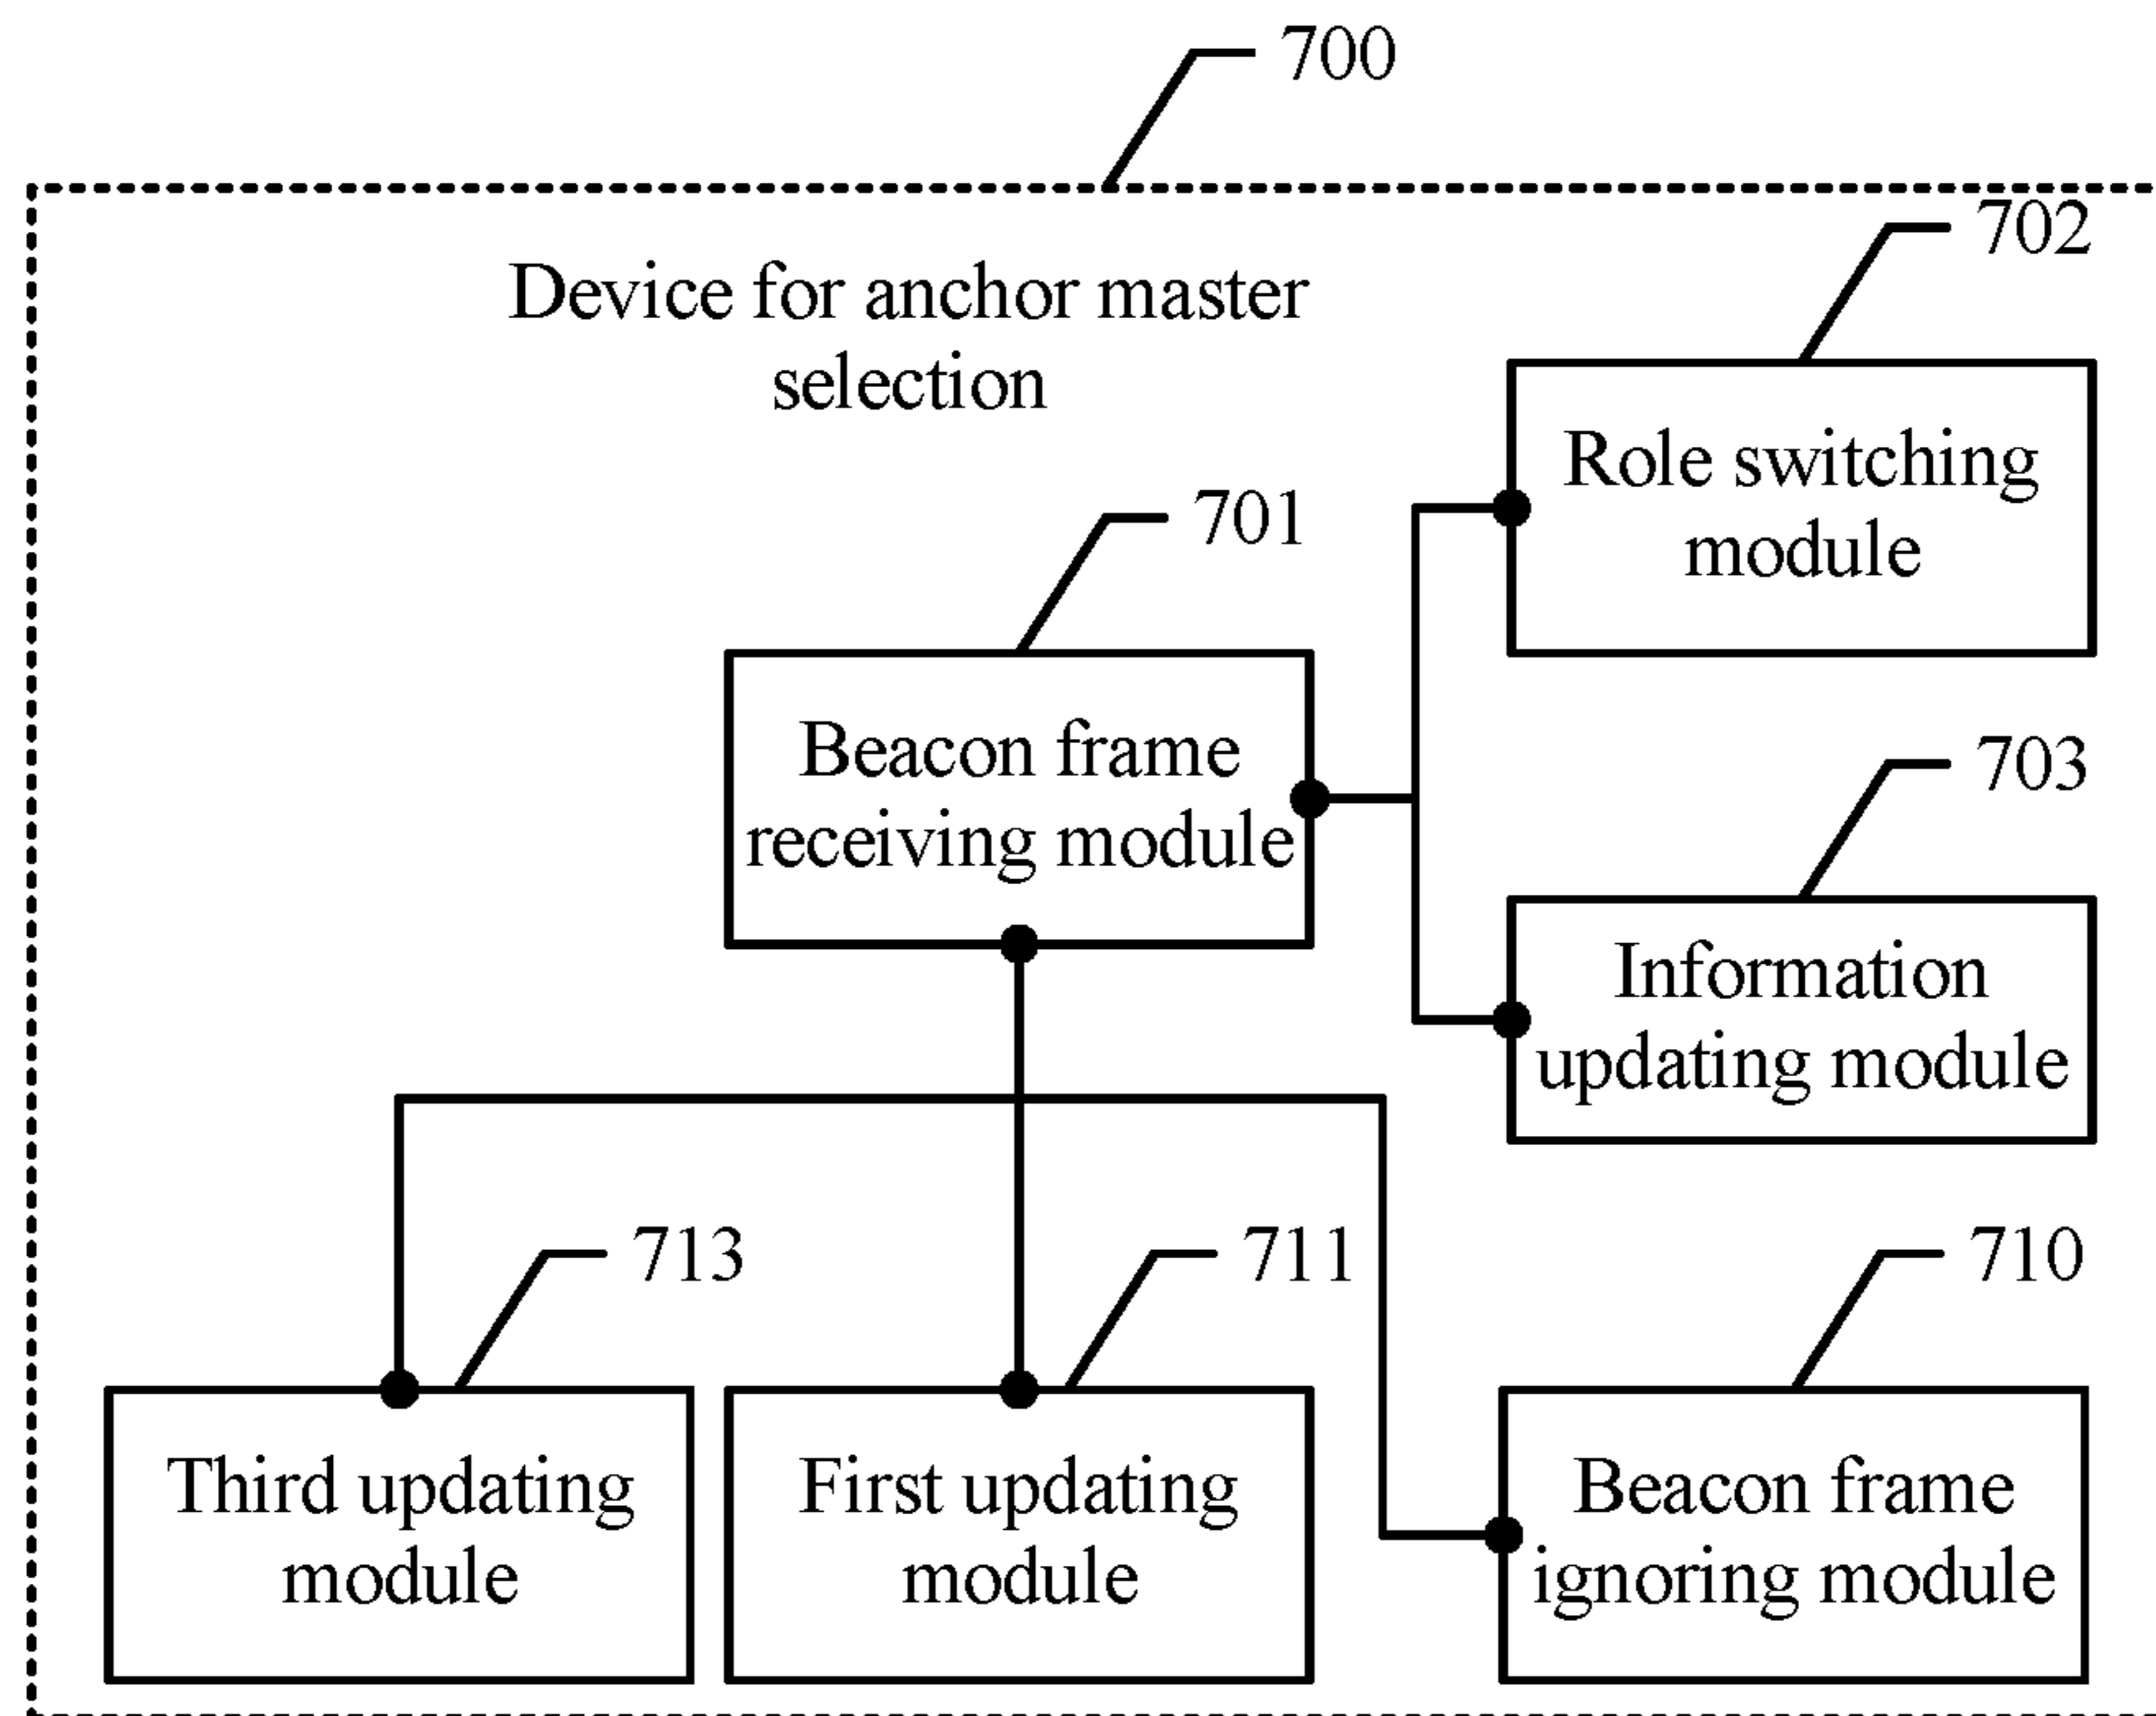 700
702
Device for anchor master
selection
Role switching
module
701
Beacon frame
receiving module
703
Information
updating module
713
711
710
Third updating
module
First updating
module
Beacon frame
ignoring module